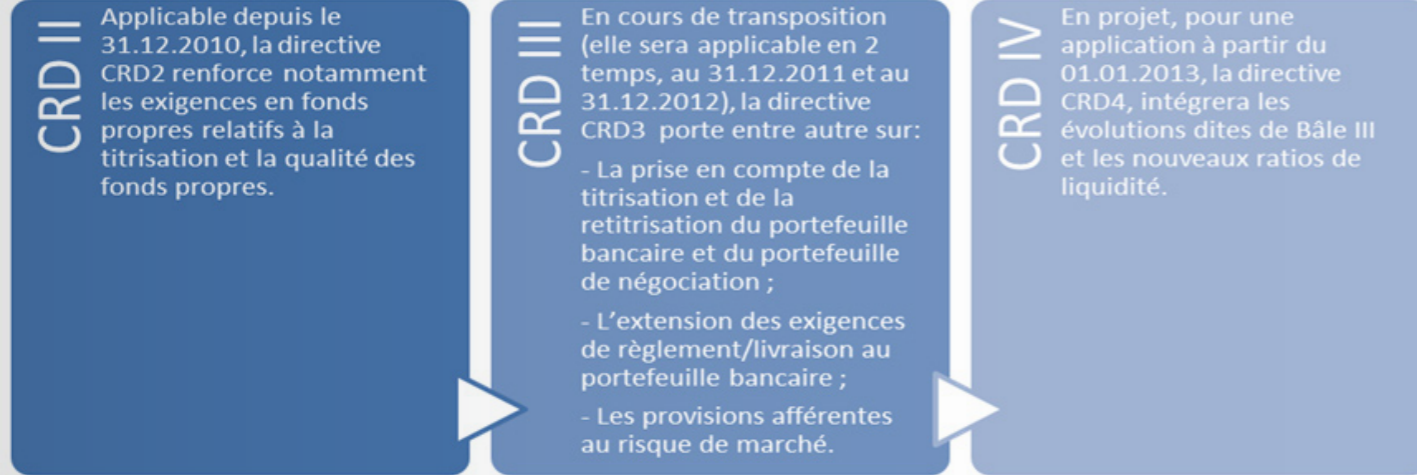 CRD II
Applicable depuis le
31.12.2010, la directive
CRD2 renforce notamment
les exigences en fonds
propres relatifs à la
titrisation et la qualité des
fonds propres.
CRD III
En cours de transposition
(elle sera applicable en 2
temps, au 31.12.2011 et au
31.12.2012), la directive
CRD3 porte entre autre sur:
- La prise en compte de la
titrisation et de la
retitrisation du portefeuille
bancaire et du portefeuille
de négociation ;
- L’extension des exigences
de règlement/livraison au
portefeuille bancaire ;
- Les provisions afférentes
au risque de marché.
CRD IV
En projet, pour une
application à partir du
01.01.2013, la directive
CRD4, intégrera les
évolutions dites de Bâle III
et les nouveaux ratios de
liquidité.